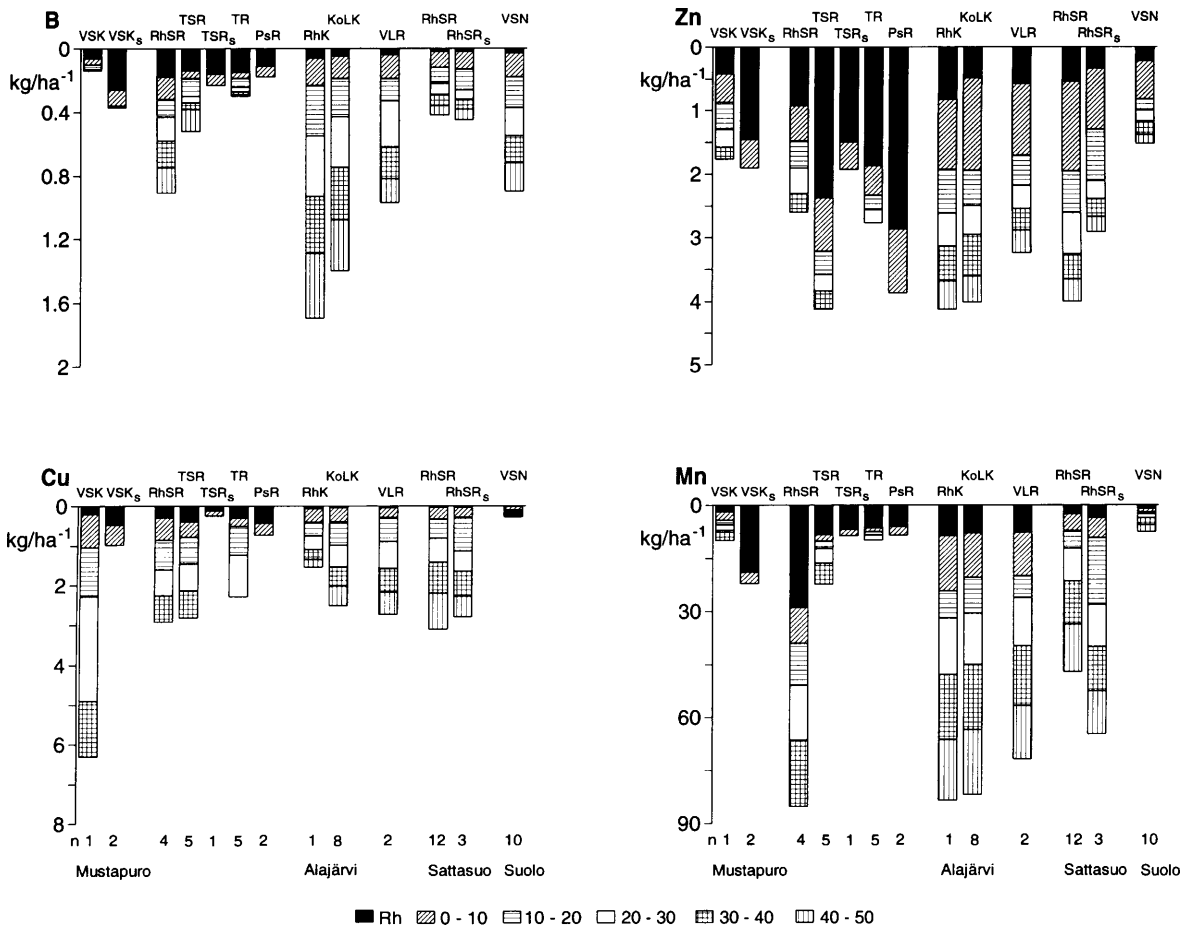 B
TSR TR KoLK RhSR VSN
VSK VSKs RhSR TSRs PsR RhK VLR RhSRs
kg/ha-1
0
0.4
0.8
1.2
1.6
2
Zn
TSR TR KoLK RhSR VSN
VSK VSKs RhSR TSRs PsR RhK VLR RhSRs
kg/ha-1
0
1
2
3
4
5
Cu
TSR TR KoLK RhSR VSN
VSK VSKs RhSR TSRs PsR RhK VLR RhSRs
kg/ha-1
0
2
4
6
8
n 1 2 4 5 1 5 2 1 8 2 12 3 10
Mustapuro Alajärvi Sattasuo Suolo
Mn
TSR TR KoLK RhSR VSN
VSK VSKs RhSR TSRs PsR RhK VLR RhSRs
kg/ha-1
0
30
60
90
n 1 2 4 5 1 5 2 1 8 2 12 3 10
Mustapuro Alajärvi Sattasuo Suolo
Rh 0 - 10 10 - 20 20 - 30 30 - 40 40 - 50